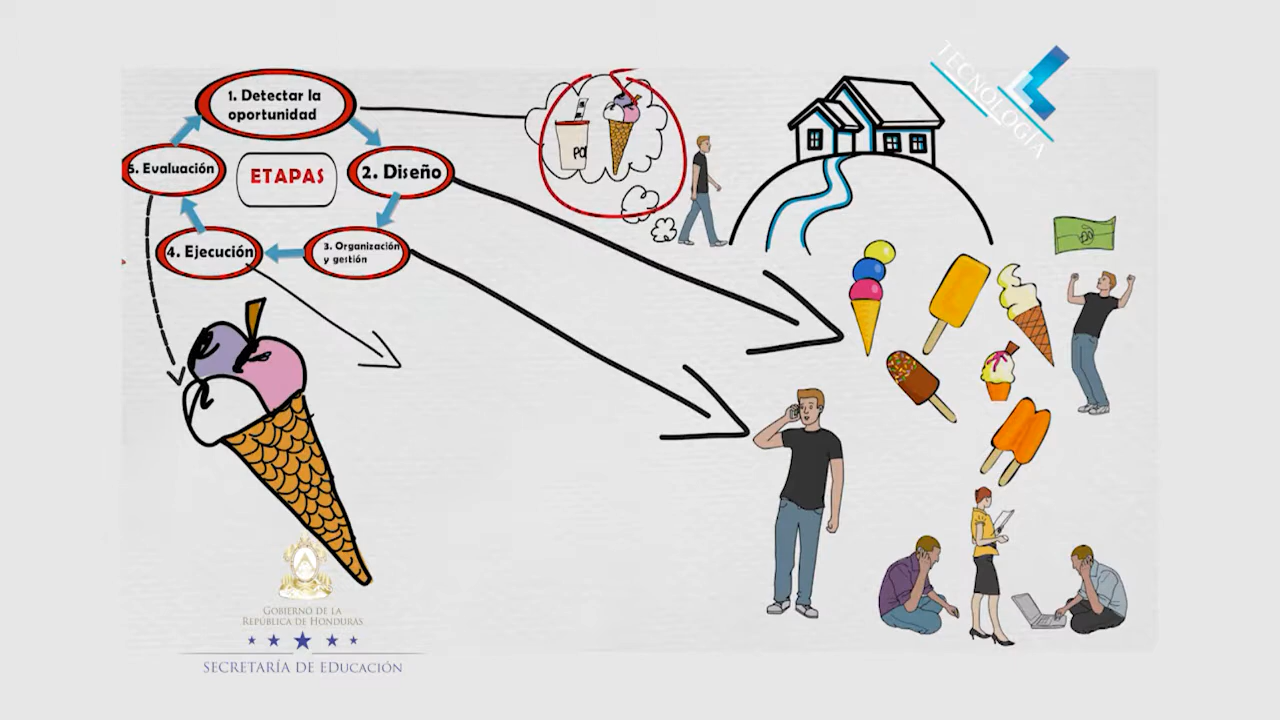 1. Detectar la
oportunidad
5. Evaluación
ETAPAS
2. Diseño
4. Ejecución
3. Organización
y gestión
PO
TECNOLOGÍA
GOBIERNO DE LA
REPÚBLICA DE HONDURAS
SECRETARÍA DE EDUCACIÓN